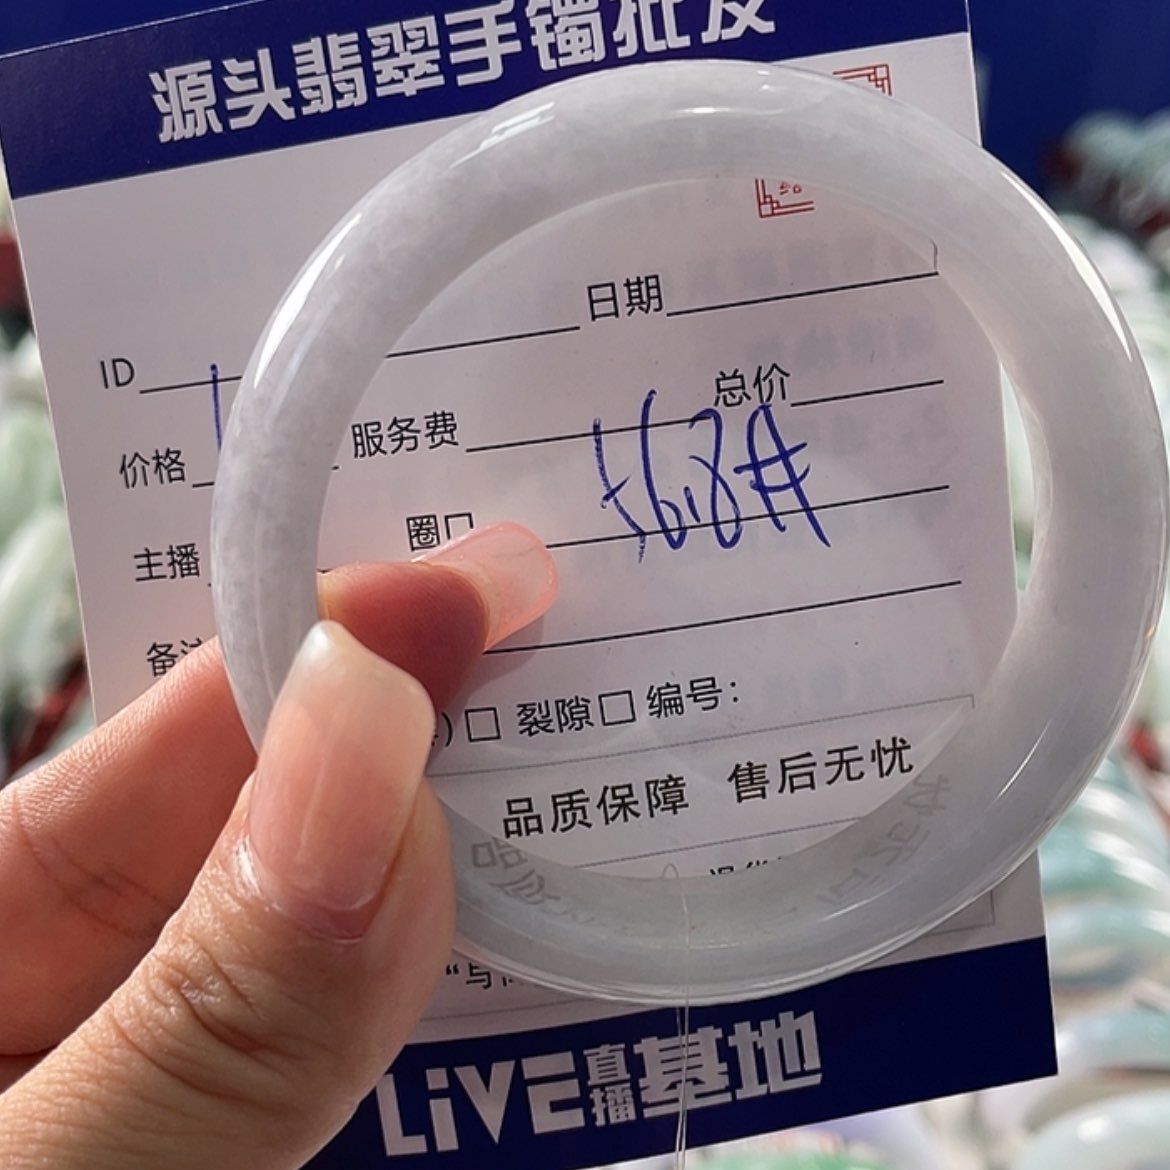 源头翡翠手镯批发
日期
ID
总价
价格 服务费
56.8#
圈口
主播
备注
) □ 裂隙□ 编号：
品质保障 售后无忧
LiVE直播基地